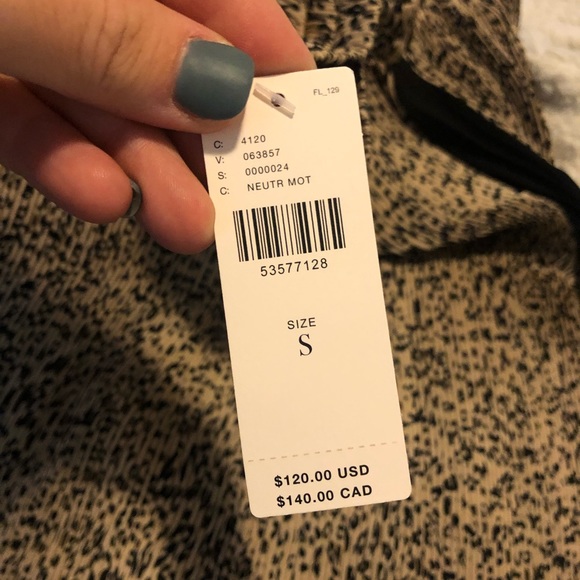 FL_129
C: 4120
V: 063857
S: 0000024
C: NEUTR MOT
53577128
SIZE
S
$120.00 USD
$140.00 CAD